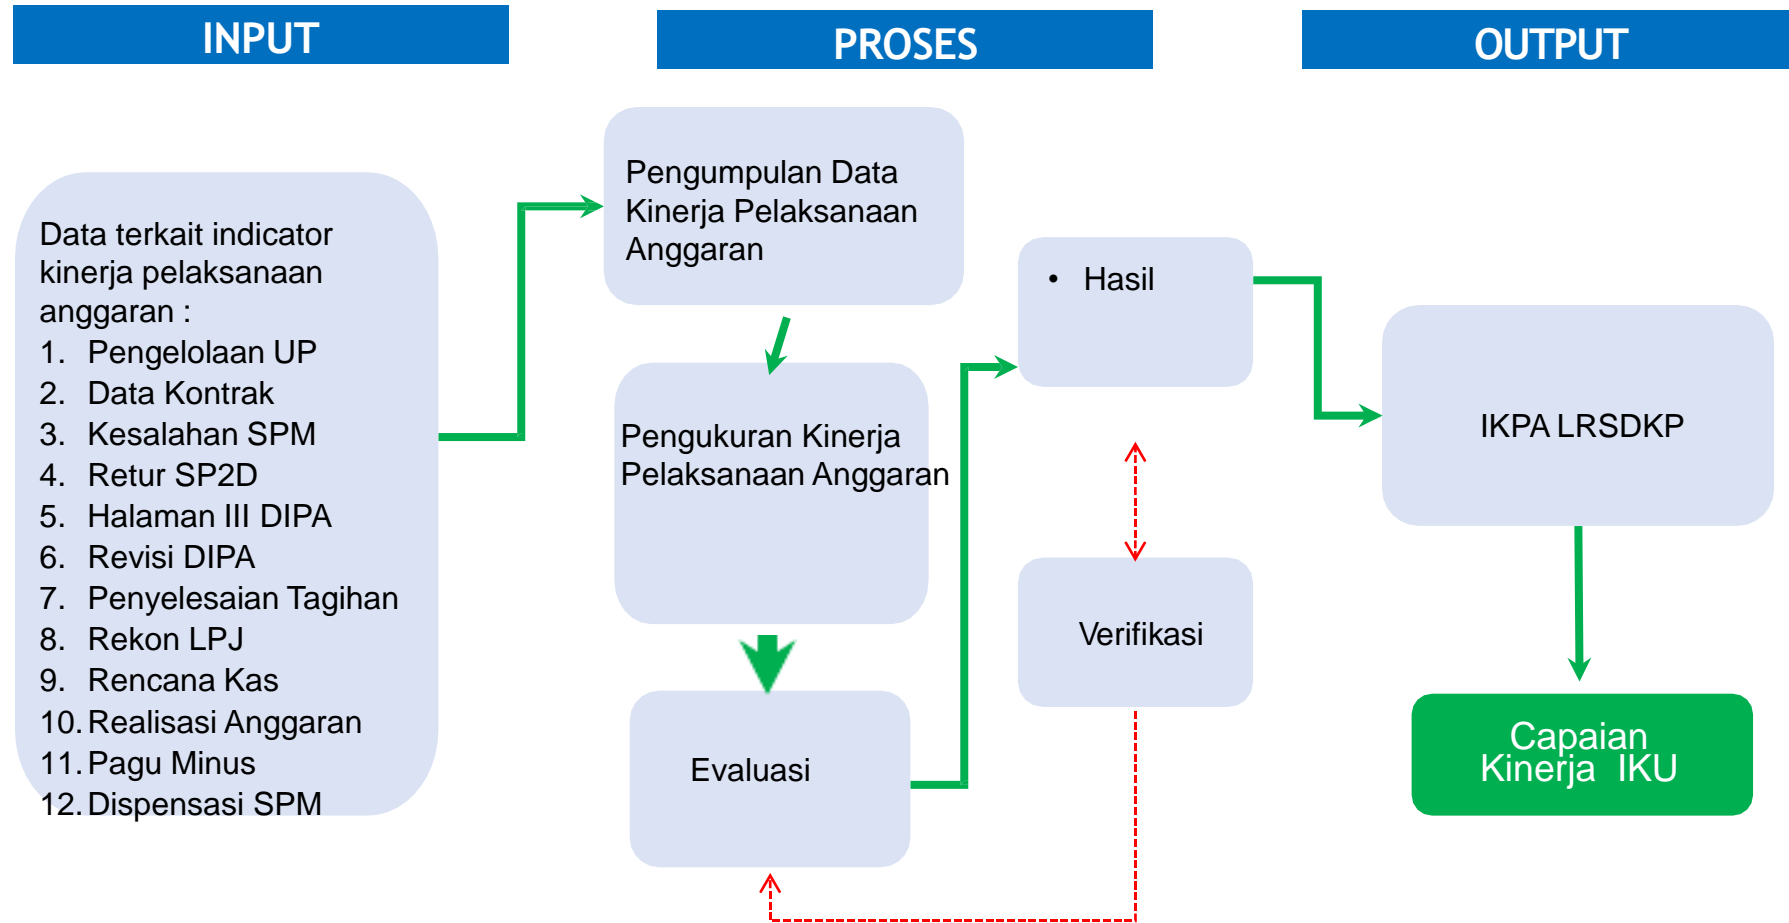 INPUT
PROSES
OUTPUT
Data terkait indicator
kinerja pelaksanaan
anggaran :
1. Pengelolaan UP
2. Data Kontrak
3. Kesalahan SPM
4. Retur SP2D
5. Halaman III DIPA
6. Revisi DIPA
7. Penyelesaian Tagihan
8. Rekon LPJ
9. Rencana Kas
10. Realisasi Anggaran
11. Pagu Minus
12. Dispensasi SPM
Pengumpulan Data
Kinerja Pelaksanaan
Anggaran
Pengukuran Kinerja
Pelaksanaan Anggaran
Evaluasi
• Hasil
Verifikasi
IKPA LRSDKP
Capaian
Kinerja IKU